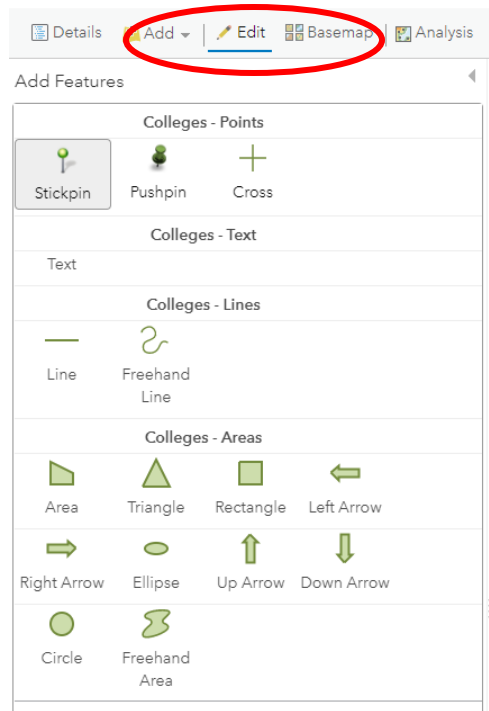 Details Add Edit Basemap Analysis
Add Features
Colleges - Points
Stickpin Pushpin Cross
Colleges - Text
Text
Colleges - Lines
Line Freehand Line
Colleges - Areas
Area Triangle Rectangle Left Arrow
Right Arrow Ellipse Up Arrow Down Arrow
Circle Freehand Area